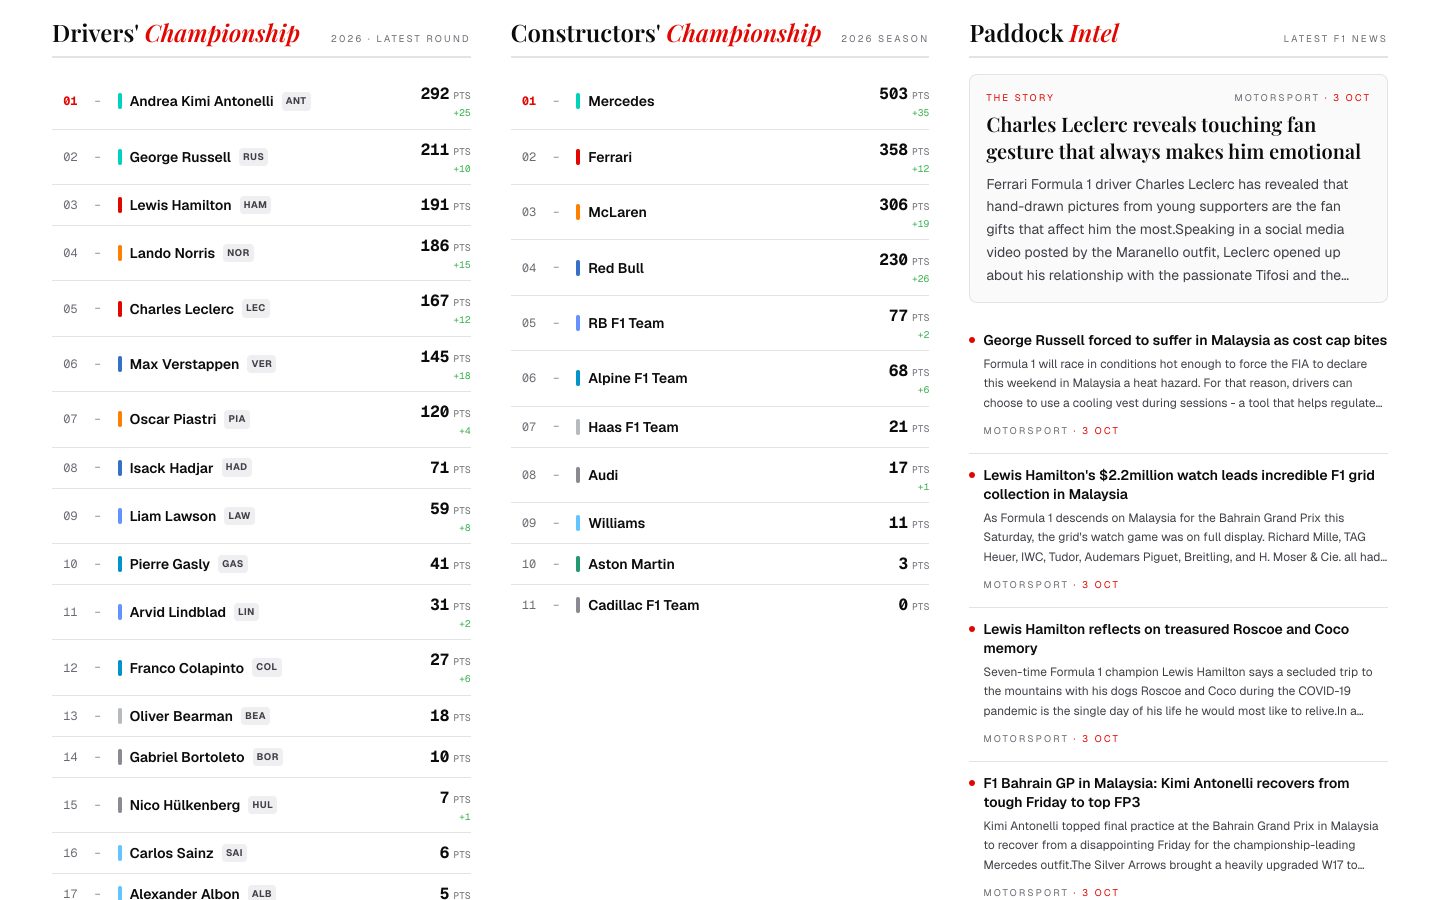 Drivers' Championship
2026 · LATEST ROUND
01 – Andrea Kimi Antonelli ANT 292 PTS
+25
02 – George Russell RUS 211 PTS
+10
03 – Lewis Hamilton HAM 191 PTS
04 – Lando Norris NOR 186 PTS
+15
05 – Charles Leclerc LEC 167 PTS
+12
06 – Max Verstappen VER 145 PTS
+18
07 – Oscar Piastri PIA 120 PTS
+4
08 – Isack Hadjar HAD 71 PTS
09 – Liam Lawson LAW 59 PTS
+8
10 – Pierre Gasly GAS 41 PTS
11 – Arvid Lindblad LIN 31 PTS
+2
12 – Franco Colapinto COL 27 PTS
+6
13 – Oliver Bearman BEA 18 PTS
14 – Gabriel Bortoleto BOR 10 PTS
15 – Nico Hülkenberg HUL 7 PTS
+1
16 – Carlos Sainz SAI 6 PTS
17 – Alexander Albon ALB 5 PTS
Constructors' Championship
2026 SEASON
01 – Mercedes 503 PTS
+35
02 – Ferrari 358 PTS
+12
03 – McLaren 306 PTS
+19
04 – Red Bull 230 PTS
+26
05 – RB F1 Team 77 PTS
+2
06 – Alpine F1 Team 68 PTS
+6
07 – Haas F1 Team 21 PTS
08 – Audi 17 PTS
+1
09 – Williams 11 PTS
10 – Aston Martin 3 PTS
11 – Cadillac F1 Team 0 PTS
Paddock Intel
LATEST F1 NEWS
THE STORY
MOTORSPORT · 3 OCT
Charles Leclerc reveals touching fan
gesture that always makes him emotional
Ferrari Formula 1 driver Charles Leclerc has revealed that
hand-drawn pictures from young supporters are the fan
gifts that affect him the most.Speaking in a social media
video posted by the Maranello outfit, Leclerc opened up
about his relationship with the passionate Tifosi and the…
George Russell forced to suffer in Malaysia as cost cap bites
Formula 1 will race in conditions hot enough to force the FIA to declare
this weekend in Malaysia a heat hazard. For that reason, drivers can
choose to use a cooling vest during sessions - a tool that helps regulate…
MOTORSPORT · 3 OCT
Lewis Hamilton's $2.2million watch leads incredible F1 grid
collection in Malaysia
As Formula 1 descends on Malaysia for the Bahrain Grand Prix this
Saturday, the grid's watch game was on full display. Richard Mille, TAG
Heuer, IWC, Tudor, Audemars Piguet, Breitling, and H. Moser & Cie. all had…
MOTORSPORT · 3 OCT
Lewis Hamilton reflects on treasured Roscoe and Coco
memory
Seven-time Formula 1 champion Lewis Hamilton says a secluded trip to
the mountains with his dogs Roscoe and Coco during the COVID-19
pandemic is the single day of his life he would most like to relive.In a…
MOTORSPORT · 3 OCT
F1 Bahrain GP in Malaysia: Kimi Antonelli recovers from
tough Friday to top FP3
Kimi Antonelli topped final practice at the Bahrain Grand Prix in Malaysia
to recover from a disappointing Friday for the championship-leading
Mercedes outfit.The Silver Arrows brought a heavily upgraded W17 to…
MOTORSPORT · 3 OCT